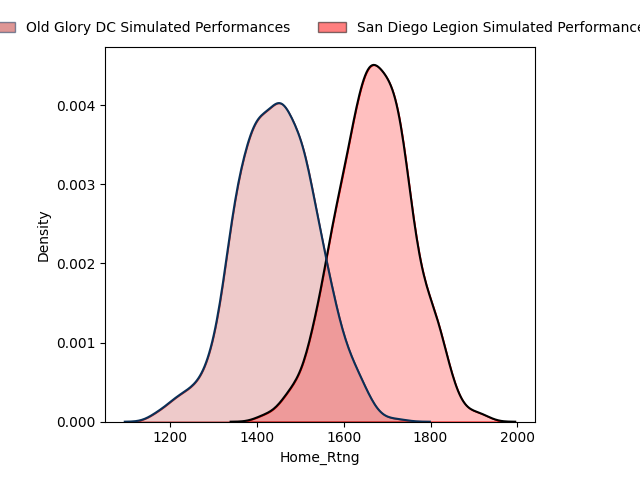 Old Glory DC Simulated Performances
San Diego Legion Simulated Performance
0.004
0.003
0.002
0.001
0.000
Density
1200 1400 1600 1800 2000
Home_Rtng